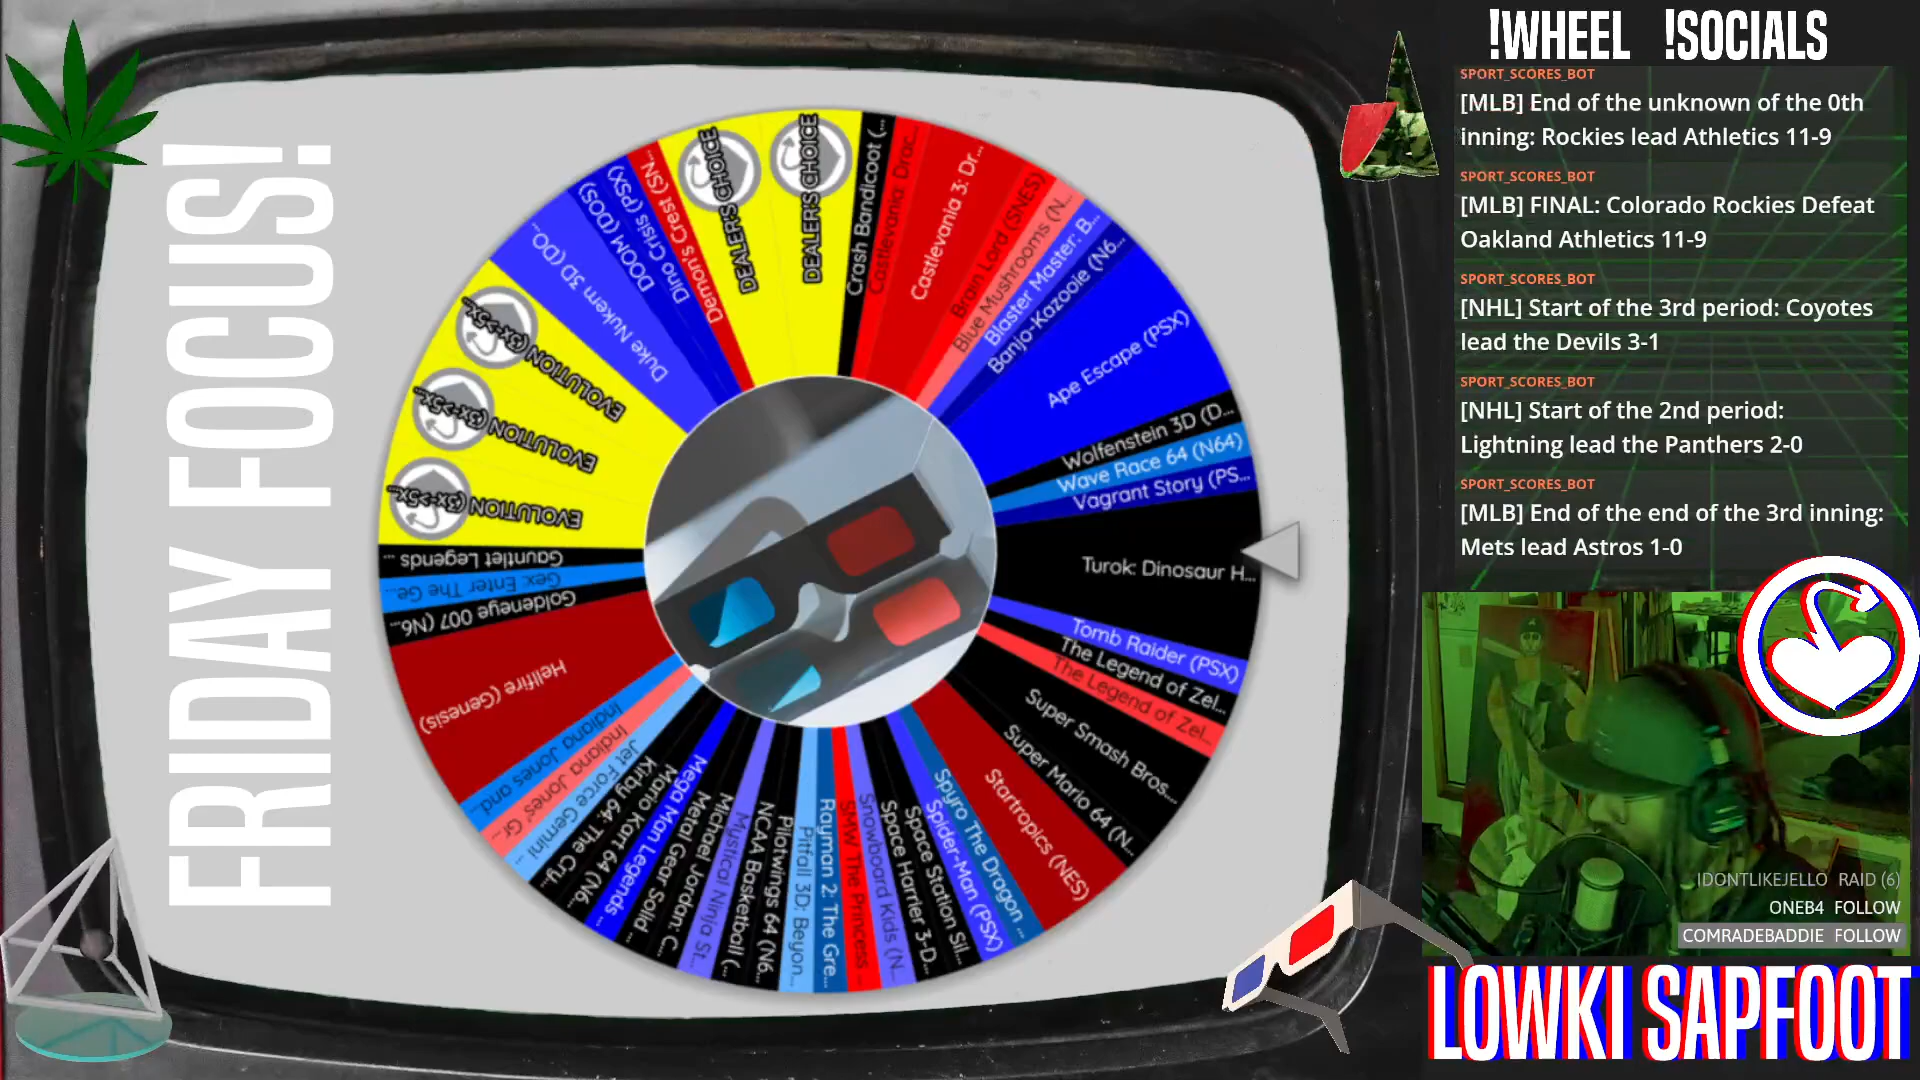 FRIDAY FOCUS!
DEALER'S CHOICE
DEALER'S CHOICE
Crash Bandicoot (...
Castlevania: Drac...
Castlevania 3: Dr...
Brain Lord (SNES)
Blue Mushrooms (N...
Blaster Master: B...
Banjo-Kazooie (N6...
Ape Escape (PSX)
Wolfenstein 3D (D...
Wave Race 64 (N64)
Vagrant Story (PS...
Turok: Dinosaur H...
Tomb Raider (PSX)
The Legend of Zel...
The Legend of Zel...
Super Smash Bros...
Super Mario 64 (N...
Startropics (NES)
Spyro The Dragon ...
Spider-Man (PSX)
Space Station Sil...
Space Harrier 3-D...
Snowboard Kids (N...
SMW The Princess...
Rayman 2: The Gre...
Pitfall 3D: Beyon...
Pilotwings 64 (N6...
NCAA Basketball (...
Mystical Ninja St...
Michael Jordan: C...
Metal Gear Solid ...
Mega Man Legends ...
Mario Kart 64 (N6...
Kirby 64: The Cry...
Jet Force Gemini ...
Indiana Jones' Gr...
Indiana Jones and...
Hellfire (Genesis)
Goldeneye 007 (N6...
Gex: Enter The Ge...
Gauntlet Legends ...
EVOLUTION (3x->5x...
EVOLUTION (3x->5x...
EVOLUTION (3x->5x...
Duke Nukem 3D (DO...
DOOM (DOS)
Dino Crisis (PSX)
Demon's Crest (SN...
!WHEEL !SOCIALS
SPORT_SCORES_BOT
[MLB] End of the unknown of the 0th
inning: Rockies lead Athletics 11-9
SPORT_SCORES_BOT
[MLB] FINAL: Colorado Rockies Defeat
Oakland Athletics 11-9
SPORT_SCORES_BOT
[NHL] Start of the 3rd period: Coyotes
lead the Devils 3-1
SPORT_SCORES_BOT
[NHL] Start of the 2nd period:
Lightning lead the Panthers 2-0
SPORT_SCORES_BOT
[MLB] End of the end of the 3rd inning:
Mets lead Astros 1-0
IDONTLIKEJELLO RAID (6)
ONEB4 FOLLOW
COMRADEBADDIE FOLLOW
LOWKI SAPFOOT